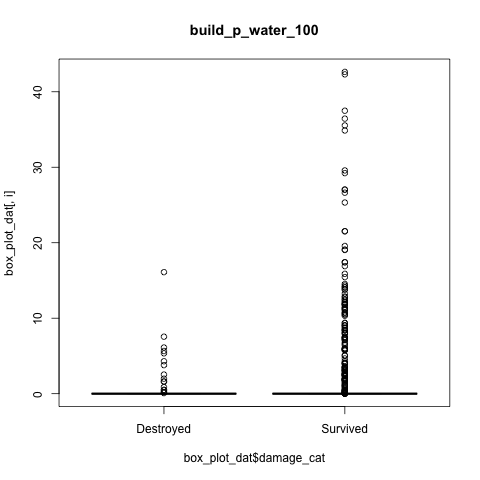 build_p_water_100
box_plot_dat[, i]
40
30
20
10
0
Destroyed
Survived
box_plot_dat$damage_cat